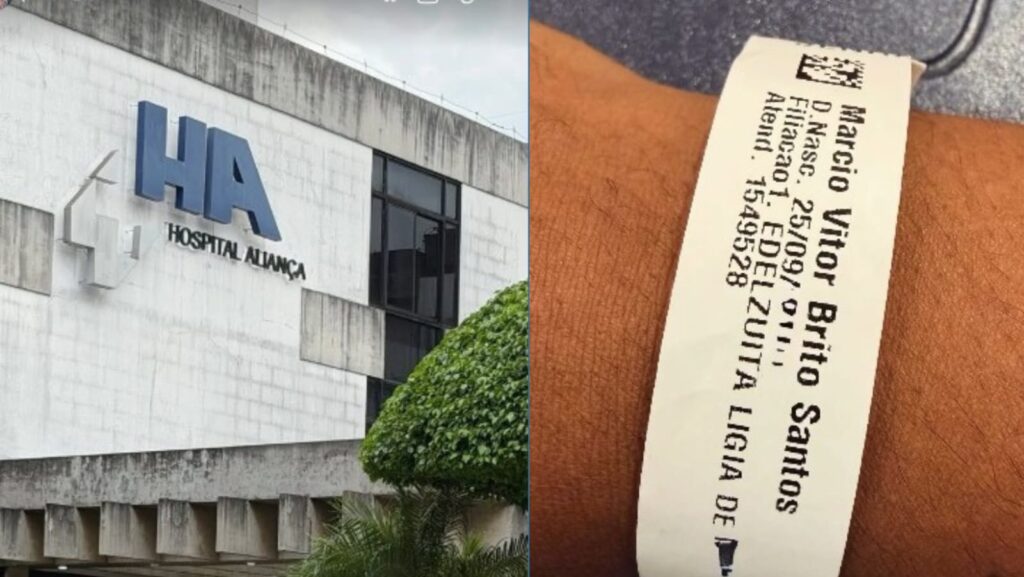 HA
HOSPITAL ALIANÇA
Marcio Vitor Brito Santos
D.Nasc. 25/09/
Filiacao1. EDELZUITA LIGIA DE
Atend. 1549528